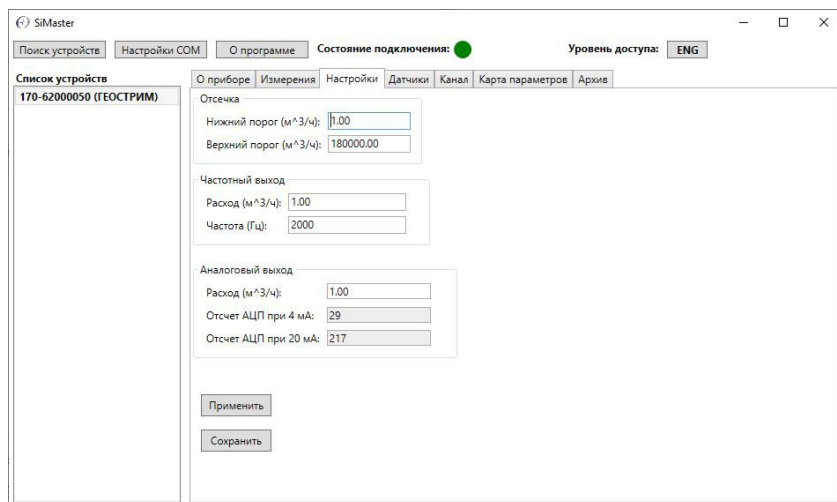 SiMaster
Поиск устройств Настройки COM О программе Состояние подключения: Уровень доступа: ENG
Список устройств
170-62000050 (ГЕОСТРИМ)
О приборе Измерения Настройки Датчики Канал Карта параметров Архив
Отсечка
Нижний порог (м^3/ч): 1.00
Верхний порог (м^3/ч): 180000.00
Частотный выход
Расход (м^3/ч): 1.00
Частота (Гц): 2000
Аналоговый выход
Расход (м^3/ч): 1.00
Отсчет АЦП при 4 мА: 29
Отсчет АЦП при 20 мА: 217
Применить
Сохранить